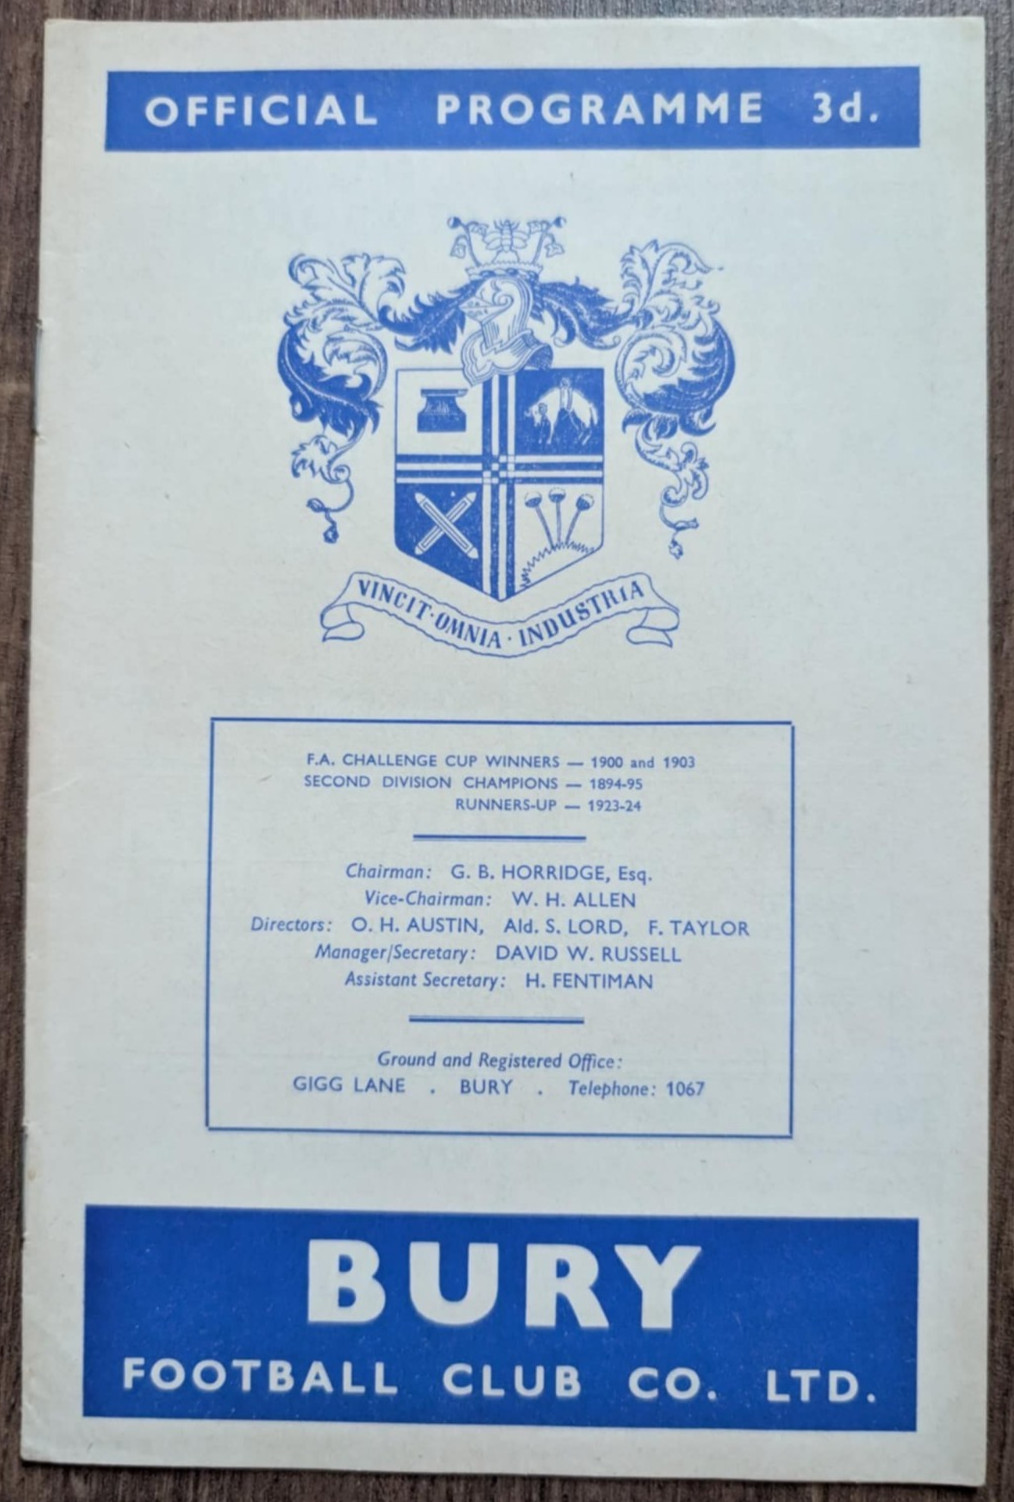 OFFICIAL PROGRAMME 3d.
VINCIT · OMNIA · INDUSTRIA
F.A. CHALLENGE CUP WINNERS — 1900 and 1903
SECOND DIVISION CHAMPIONS — 1894-95
RUNNERS-UP — 1923-24
Chairman: G. B. HORRIDGE, Esq.
Vice-Chairman: W. H. ALLEN
Directors: O. H. AUSTIN, Ald. S. LORD, F. TAYLOR
Manager/Secretary: DAVID W. RUSSELL
Assistant Secretary: H. FENTIMAN
Ground and Registered Office:
GIGG LANE . BURY . Telephone: 1067
BURY
FOOTBALL CLUB CO. LTD.